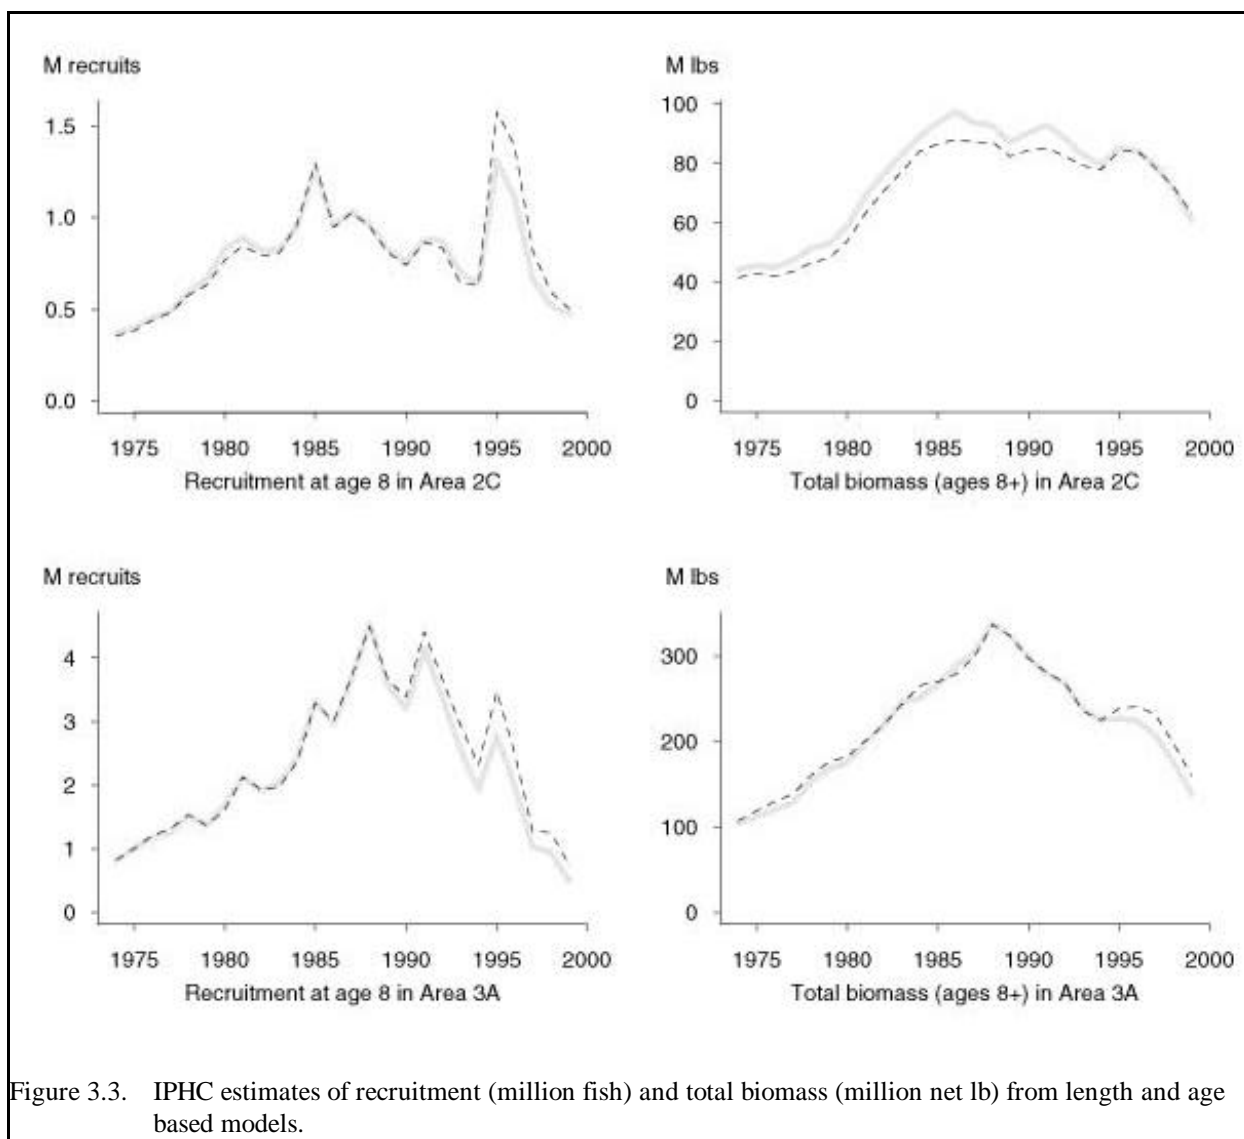 M recruits
1.5
1.0
0.5
0.0
1975 1980 1985 1990 1995 2000
Recruitment at age 8 in Area 2C
M lbs
100
80
60
40
20
0
1975 1980 1985 1990 1995 2000
Total biomass (ages 8+) in Area 2C
M recruits
4
3
2
1
0
1975 1980 1985 1990 1995 2000
Recruitment at age 8 in Area 3A
M lbs
300
200
100
0
1975 1980 1985 1990 1995 2000
Total biomass (ages 8+) in Area 3A
Figure 3.3. IPHC estimates of recruitment (million fish) and total biomass (million net lb) from length and age
based models.